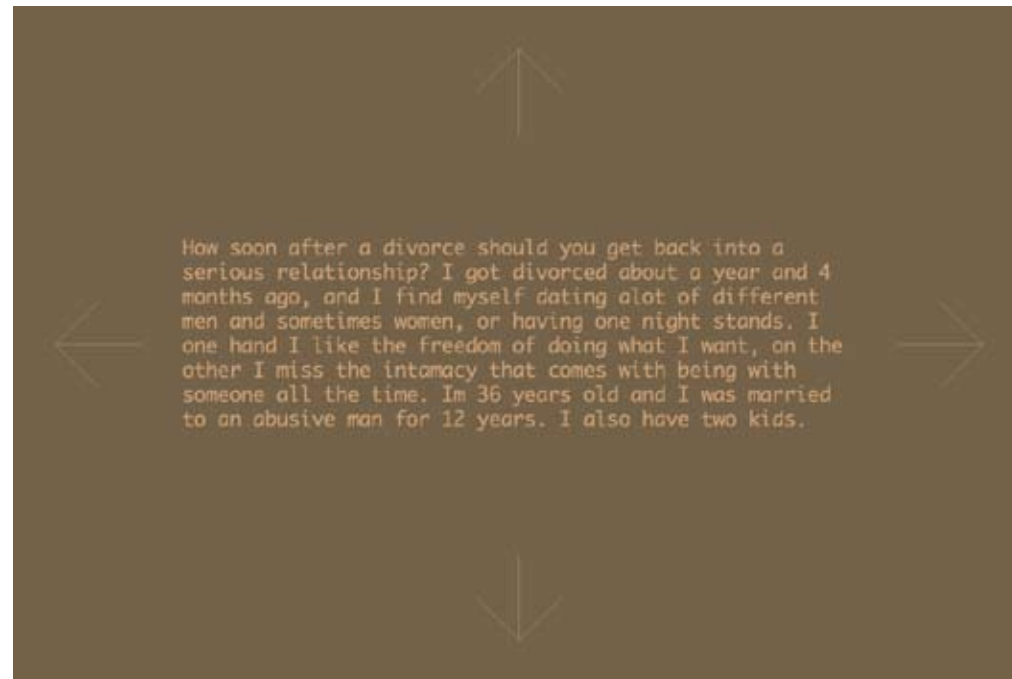 How soon after a divorce should you get back into a
serious relationship? I got divorced about a year and 4
months ago, and I find myself dating alot of different
men and sometimes women, or having one night stands. I
one hand I like the freedom of doing what I want, on the
other I miss the intamacy that comes with being with
someone all the time. Im 36 years old and I was married
to an abusive man for 12 years. I also have two kids.